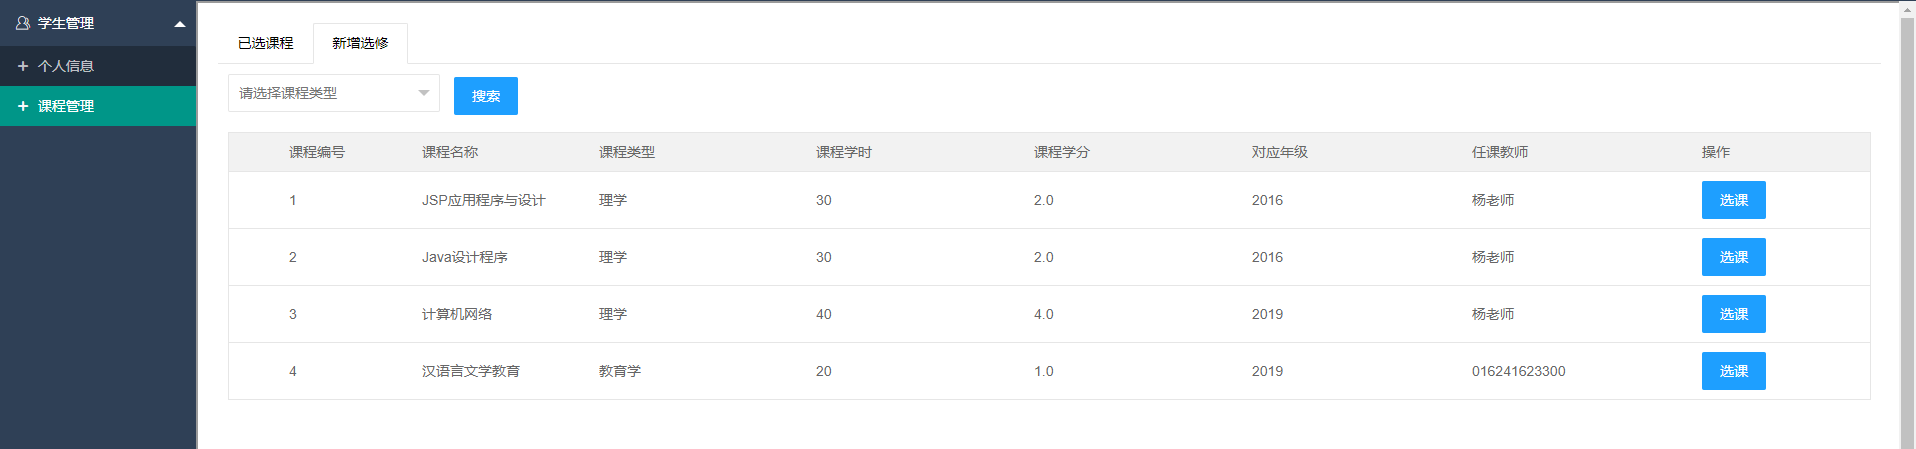 学生管理
个人信息
课程管理
已选课程 新增选修
请选择课程类型 搜索
课程编号 课程名称 课程类型 课程学时 课程学分 对应年级 任课教师 操作
1 JSP应用程序与设计 理学 30 2.0 2016 杨老师 选课
2 Java设计程序 理学 30 2.0 2016 杨老师 选课
3 计算机网络 理学 40 4.0 2019 杨老师 选课
4 汉语言文学教育 教育学 20 1.0 2019 016241623300 选课